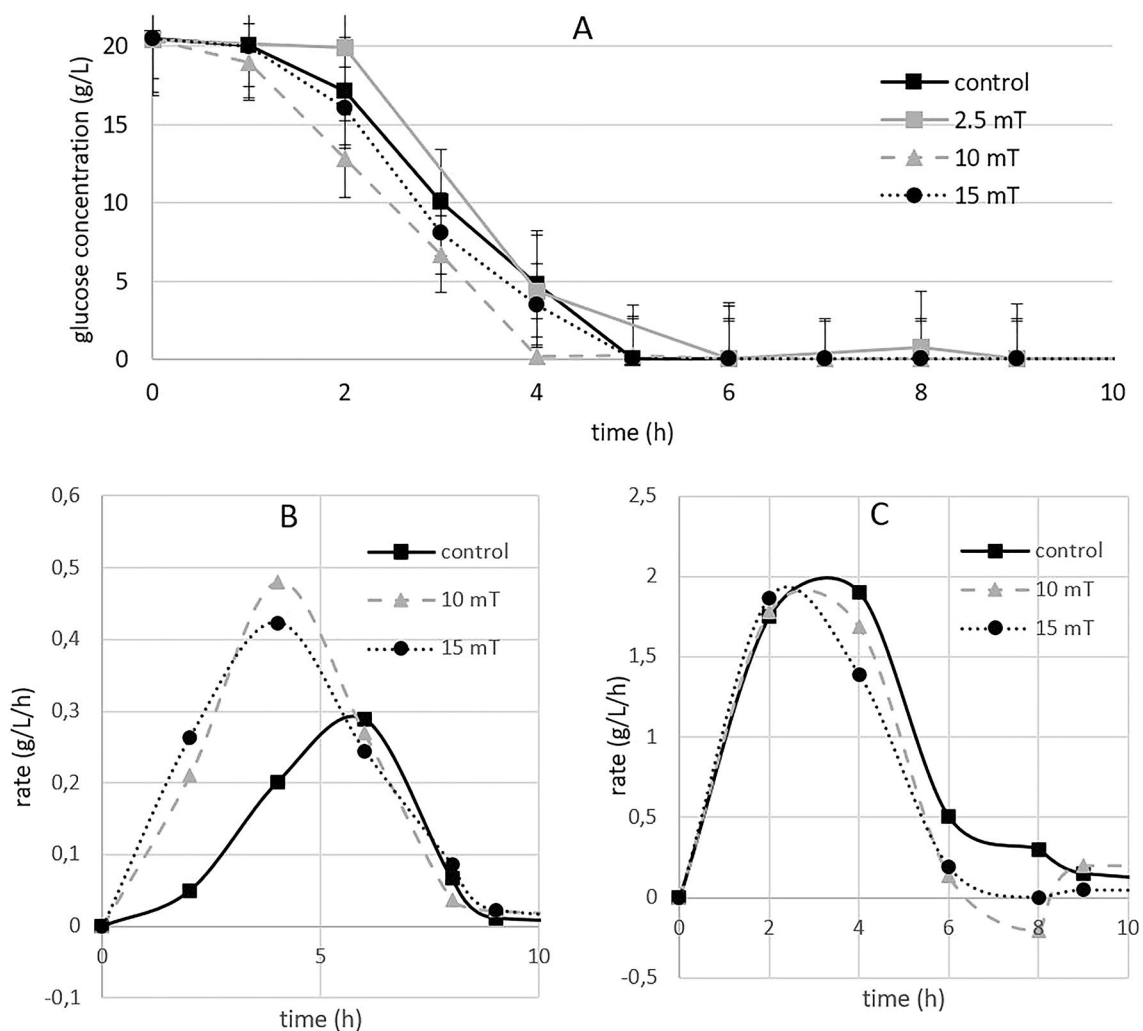 A
glucose concentration (g/L)
20
15
10
5
0
0 2 4 6 8 10
time (h)
control
2.5 mT
10 mT
15 mT
B
rate (g/L/h)
0,6
0,5
0,4
0,3
0,2
0,1
0
-0,1
0 5 10
time (h)
control
10 mT
15 mT
C
rate (g/L/h)
2,5
2
1,5
1
0,5
0
-0,5
0 2 4 6 8 10
time (h)
control
10 mT
15 mT